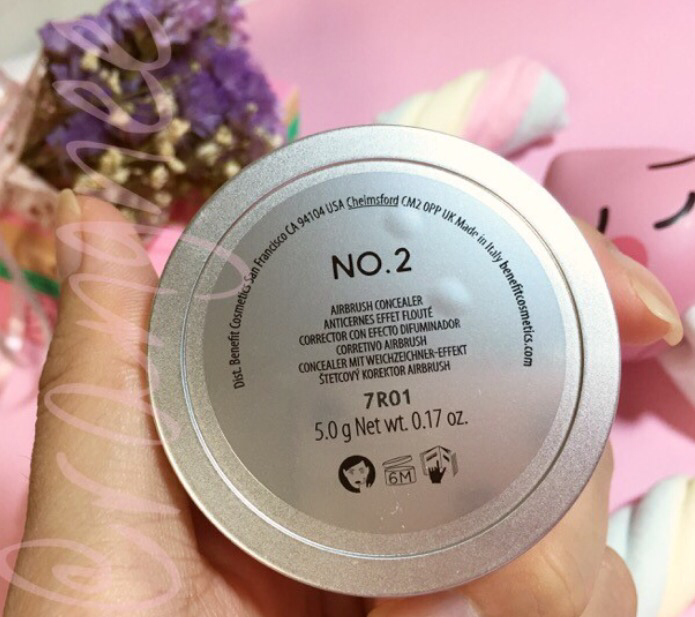 Dist. Benefit Cosmetics San Francisco CA 94104 USA Chelmsford CM2 0PP UK Made in Italy benefitcosmetics.com
NO.2
AIRBRUSH CONCEALER
ANTICERNES EFFET FLOUTÉ
CORRECTOR CON EFECTO DIFUMINADOR
CORRETIVO AIRBRUSH
CONCEALER MIT WEICHZEICHNER-EFFEKT
ŠTETCOVÝ KOREKTOR AIRBRUSH
7R01
5.0 g Net wt. 0.17 oz.
6M